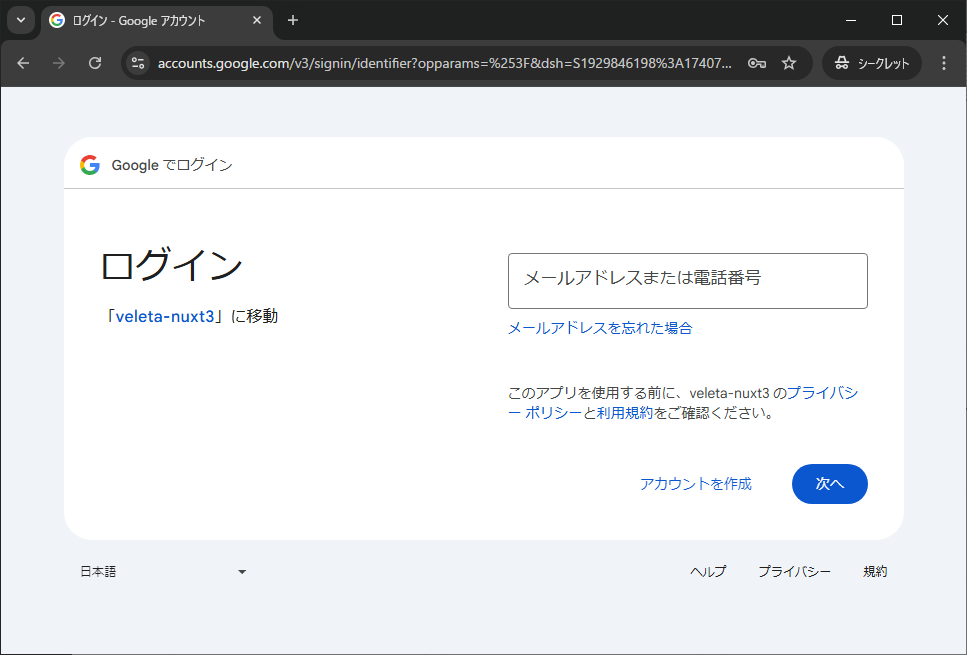 ログイン - Google アカウント
accounts.google.com/v3/signin/identifier?opparams=%253F&dsh=S1929846198%3A17407...
シークレット
Google でログイン
ログイン
「veleta-nuxt3」に移動
メールアドレスまたは電話番号
メールアドレスを忘れた場合
このアプリを使用する前に、veleta-nuxt3 のプライバシ
ー ポリシーと利用規約をご確認ください。
アカウントを作成
次へ
日本語
ヘルプ
プライバシー
規約